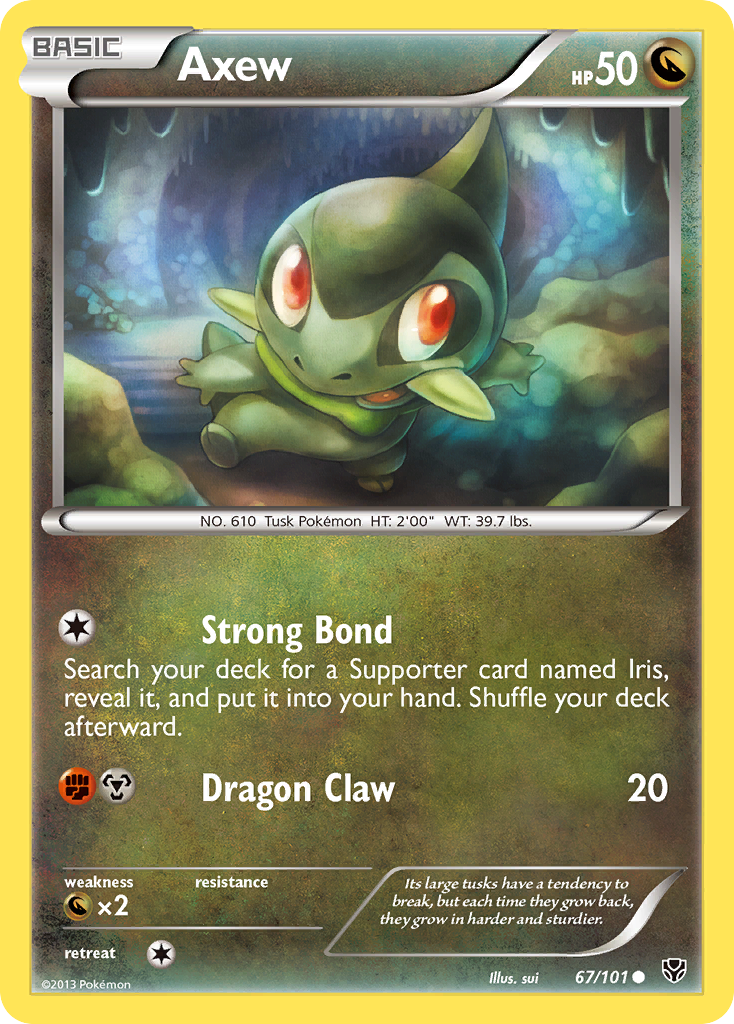 BASIC
Axew
HP50
NO. 610 Tusk Pokémon HT: 2'00" WT: 39.7 lbs.
Strong Bond
Search your deck for a Supporter card named Iris,
reveal it, and put it into your hand. Shuffle your deck
afterward.
Dragon Claw 20
weakness resistance
×2
Its large tusks have a tendency to
break, but each time they grow back,
they grow in harder and sturdier.
retreat
©2013 Pokémon
Illus. sui 67/101